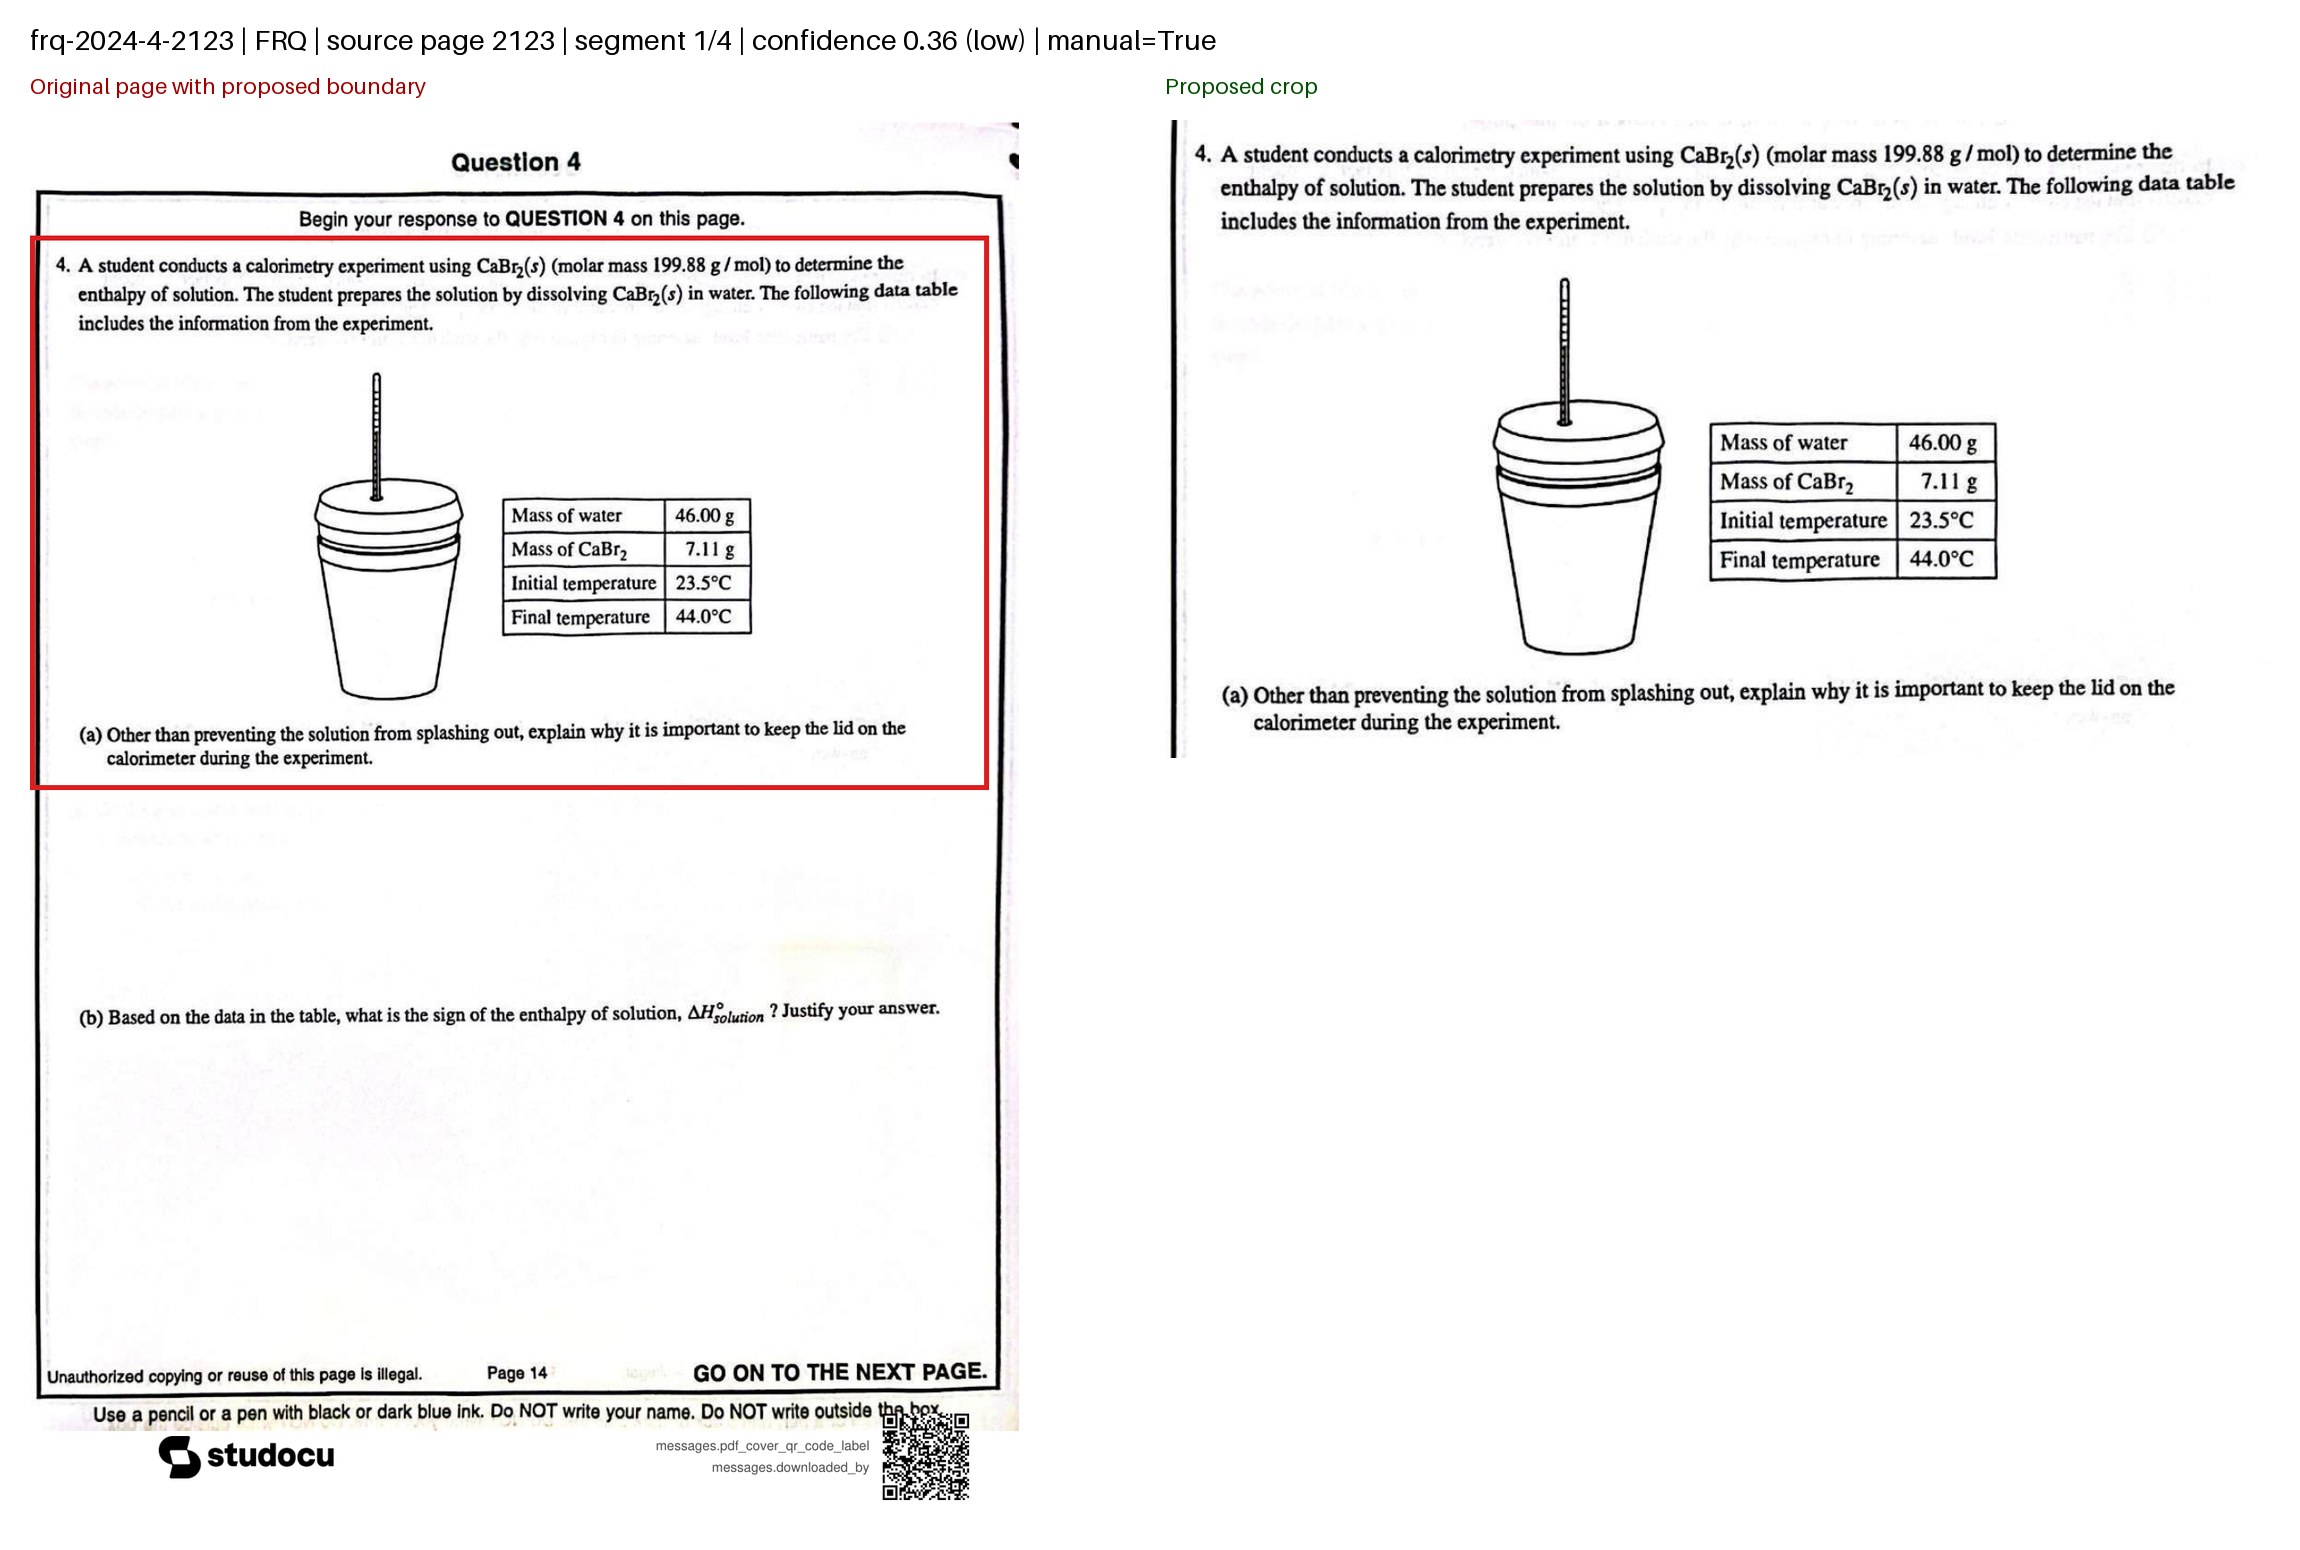 frq-2024-4-2123 | FRQ | source page 2123 | segment 1/4 | confidence 0.36 (low) | manual=True
Original page with proposed boundary
Question 4
Begin your response to QUESTION 4 on this page.
4. A student conducts a calorimetry experiment using CaBr₂(s) (molar mass 199.88 g / mol) to determine the
enthalpy of solution. The student prepares the solution by dissolving CaBr₂(s) in water. The following data table
includes the information from the experiment.
Mass of water 46.00 g
Mass of CaBr₂ 7.11 g
Initial temperature 23.5°C
Final temperature 44.0°C
(a) Other than preventing the solution from splashing out, explain why it is important to keep the lid on the
calorimeter during the experiment.
(b) Based on the data in the table, what is the sign of the enthalpy of solution, ΔH°solution ? Justify your answer.
Unauthorized copying or reuse of this page is illegal. Page 14 GO ON TO THE NEXT PAGE.
Use a pencil or a pen with black or dark blue ink. Do NOT write your name. Do NOT write outside the box.
studocu
messages.pdf_cover_qr_code_label
messages.downloaded_by
Proposed crop
4. A student conducts a calorimetry experiment using CaBr₂(s) (molar mass 199.88 g / mol) to determine the
enthalpy of solution. The student prepares the solution by dissolving CaBr₂(s) in water. The following data table
includes the information from the experiment.
Mass of water 46.00 g
Mass of CaBr₂ 7.11 g
Initial temperature 23.5°C
Final temperature 44.0°C
(a) Other than preventing the solution from splashing out, explain why it is important to keep the lid on the
calorimeter during the experiment.